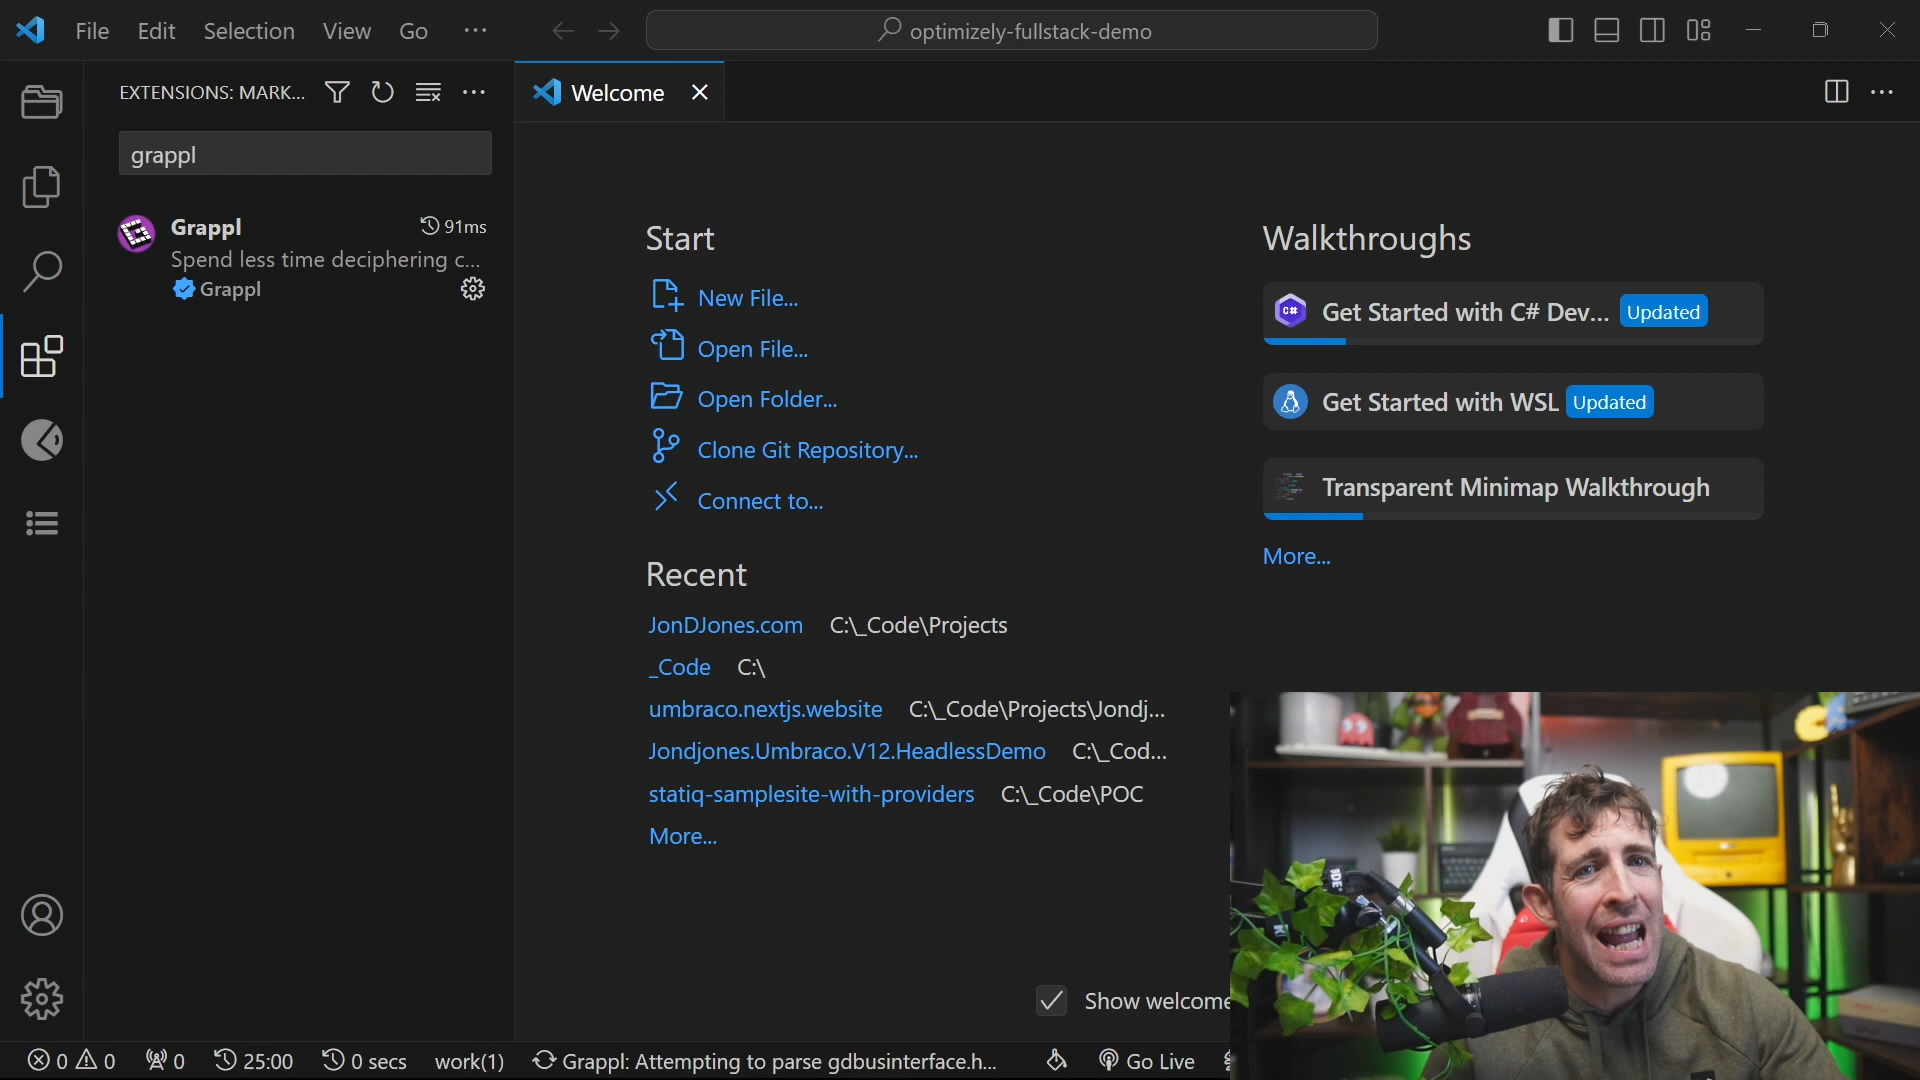 File Edit Selection View Go ...
optimizely-fullstack-demo
EXTENSIONS: MARK...
Welcome
grappl
Grappl
91ms
Spend less time deciphering c...
Grappl
Start
New File...
Open File...
Open Folder...
Clone Git Repository...
Connect to...
Recent
JonDJones.com C:\_Code\Projects
_Code C:\
umbraco.nextjs.website C:\_Code\Projects\Jondj...
Jondjones.Umbraco.V12.HeadlessDemo C:\_Cod...
statiq-samplesite-with-providers C:\_Code\POC
More...
Walkthroughs
Get Started with C# Dev... Updated
Get Started with WSL Updated
Transparent Minimap Walkthrough
More...
Show welcome
0 0 0 25:00 0 secs work(1) Grappl: Attempting to parse gdbusinterface.h... Go Live